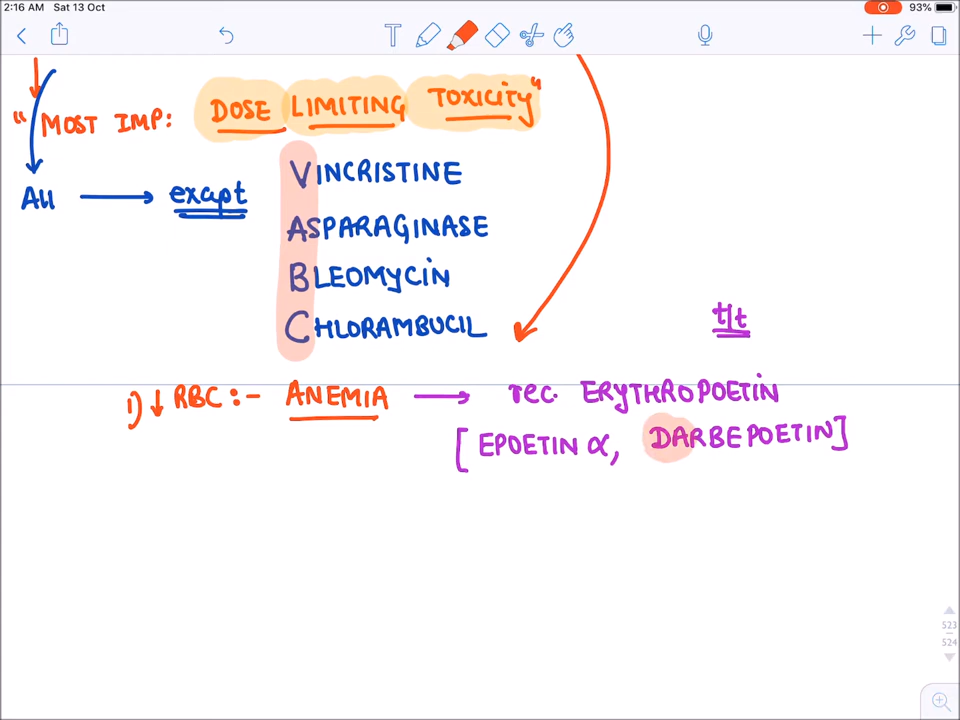 2:16 AM Sat 13 Oct 93%
"MOST IMP: DOSE LIMITING TOXICITY"
All → exapt VINCRISTINE
ASPARAGINASE
BLEOMYCIN
CHLORAMBUCIL
t/t
1) ↓ RBC :- ANEMIA → rec. ERYTHROPOETIN
[EPOETIN α, DARBEPOETIN]
523
524